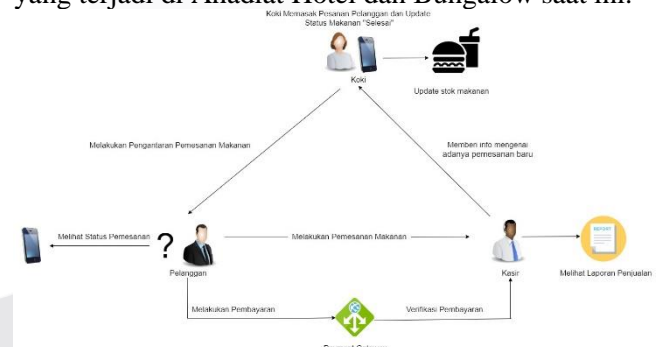 yang terjadi di Anadiat Hotel dan Bungalow saat ini.
Koki Memasak Pesanan Pelanggan dan Update
Status Makanan "Selesai"
Koki
Update stok makanan
Melakukan Pengantaran Pemesanan Makanan
Memberi info mengenai
adanya pemesanan baru
Melihat Status Pemesanan
?
Melakukan Pemesanan Makanan
Pelanggan
Kasir
REPORT
Melihat Laporan Penjualan
Melakukan Pembayaran
Verifikasi Pembayaran